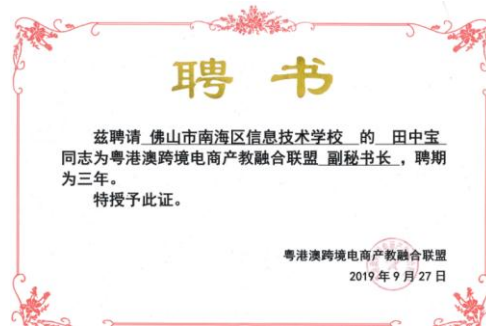 聘书
兹聘请 佛山市南海区信息技术学校 的 田中宝
同志为粤港澳跨境电商产教融合联盟 副秘书长 ，聘期
为三年。
特授予此证。
粤港澳跨境电商产教融合联盟
2019年9月27日